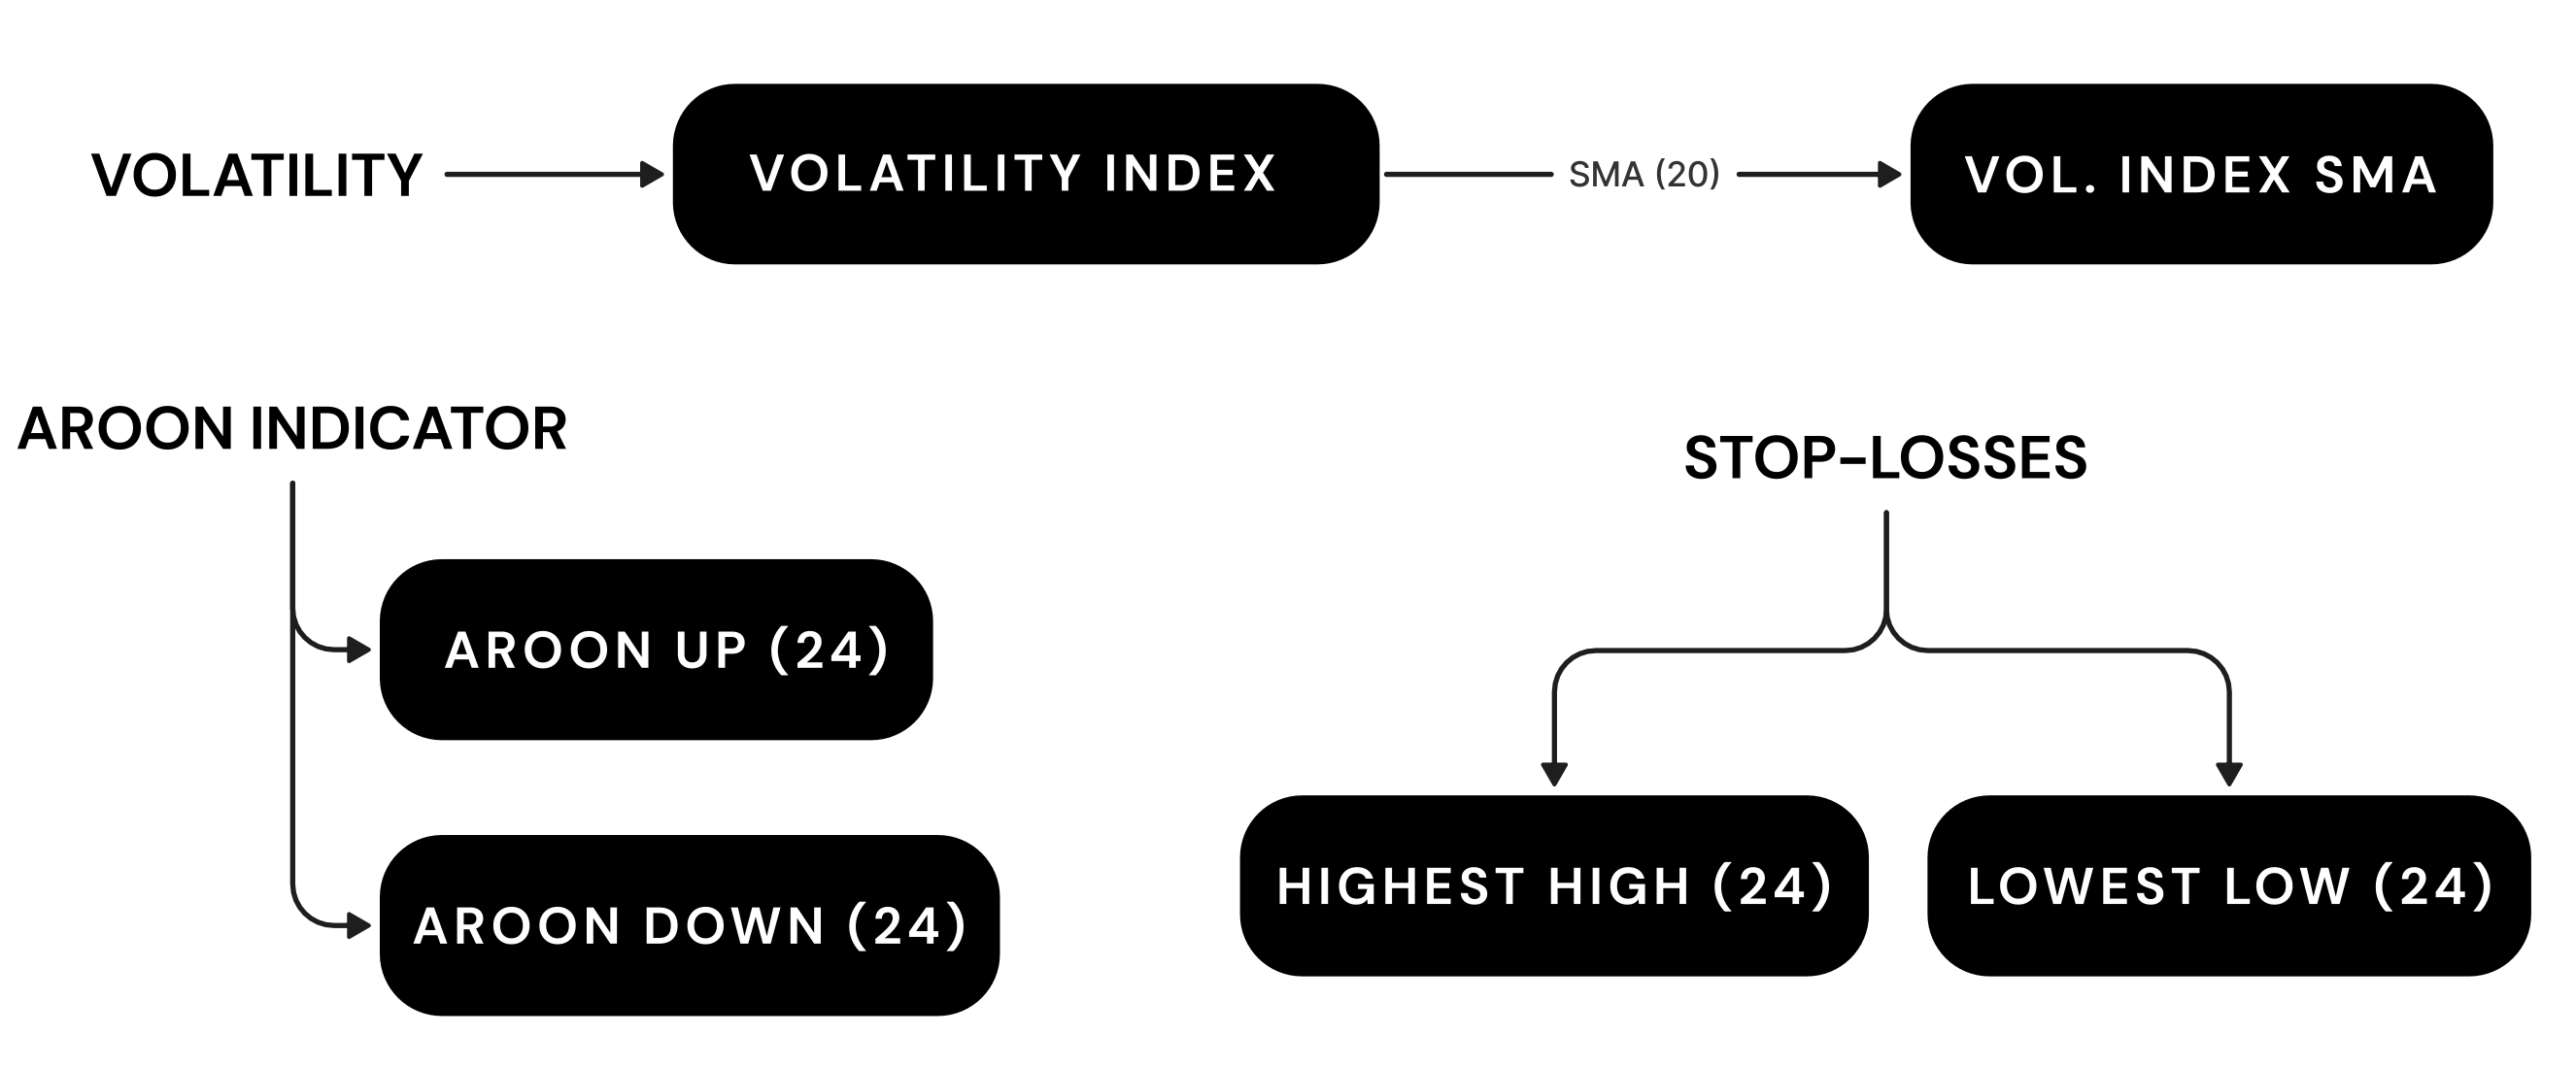 VOLATILITY
VOLATILITY INDEX
SMA (20)
VOL. INDEX SMA
AROON INDICATOR
AROON UP (24)
AROON DOWN (24)
STOP-LOSSES
HIGHEST HIGH (24)
LOWEST LOW (24)